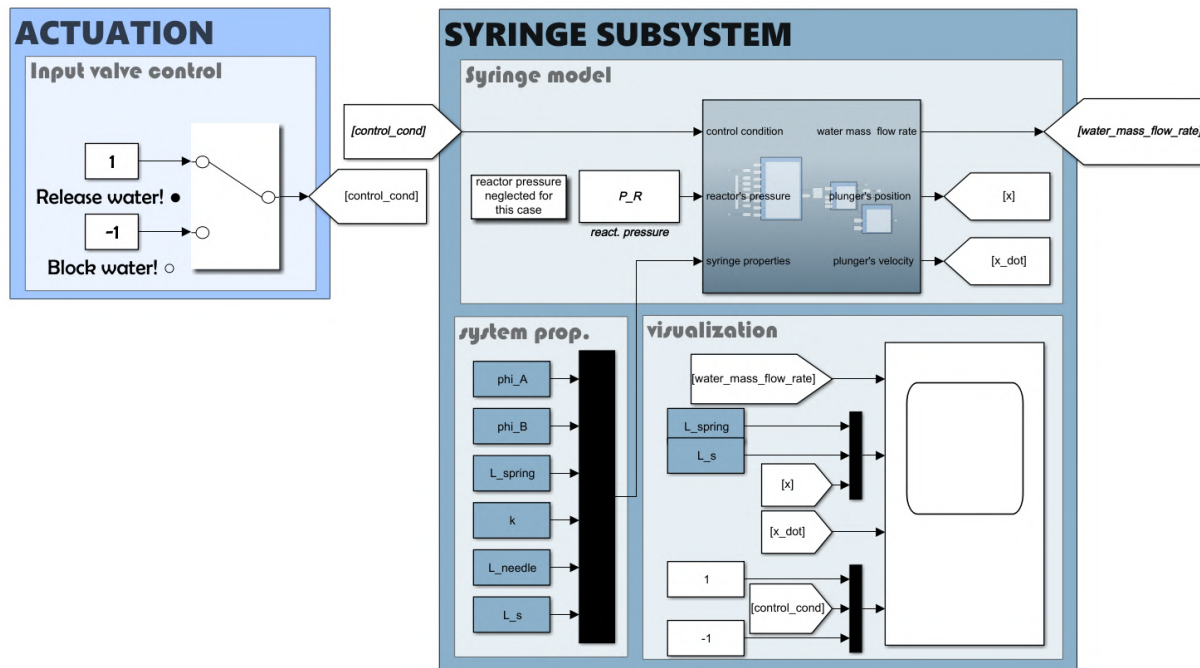 ACTUATION
Input valve control
1
Release water!
-1
Block water!
[control_cond]
SYRINGE SUBSYSTEM
Syringe model
[control_cond]
reactor pressure
neglected for
this case
P_R
react. pressure
control condition
reactor's pressure
syringe properties
water mass flow rate
plunger's position
plunger's velocity
[water_mass_flow_rate]
[x]
[x_dot]
system prop.
phi_A
phi_B
L_spring
k
L_needle
L_s
visualization
[water_mass_flow_rate]
L_spring
L_s
[x]
[x_dot]
1
[control_cond]
-1